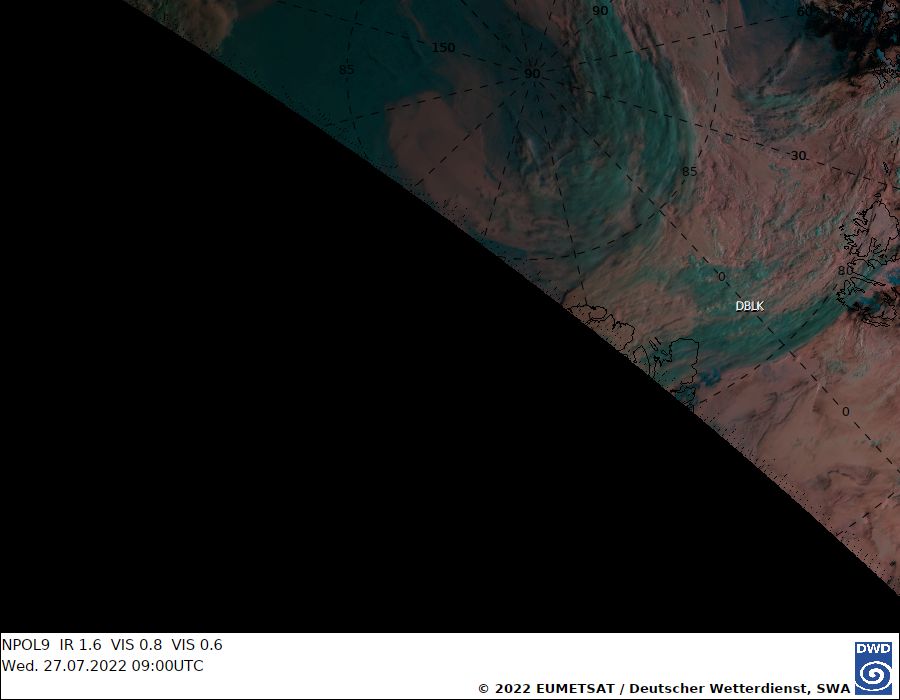 90
60
150
85
90
30
85
80
0
DBLK
0
NPOL9 IR 1.6 VIS 0.8 VIS 0.6
Wed. 27.07.2022 09:00UTC
DWD
© 2022 EUMETSAT / Deutscher Wetterdienst, SWA